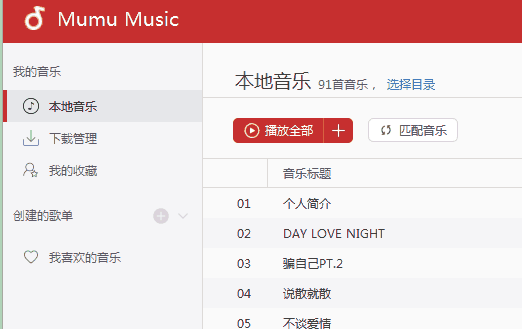 Mumu Music
我的音乐
本地音乐
下载管理
我的收藏
创建的歌单
我喜欢的音乐
本地音乐 91首音乐， 选择目录
播放全部 匹配音乐
音乐标题
01 个人简介
02 DAY LOVE NIGHT
03 骗自己PT.2
04 说散就散
05 不谈爱情